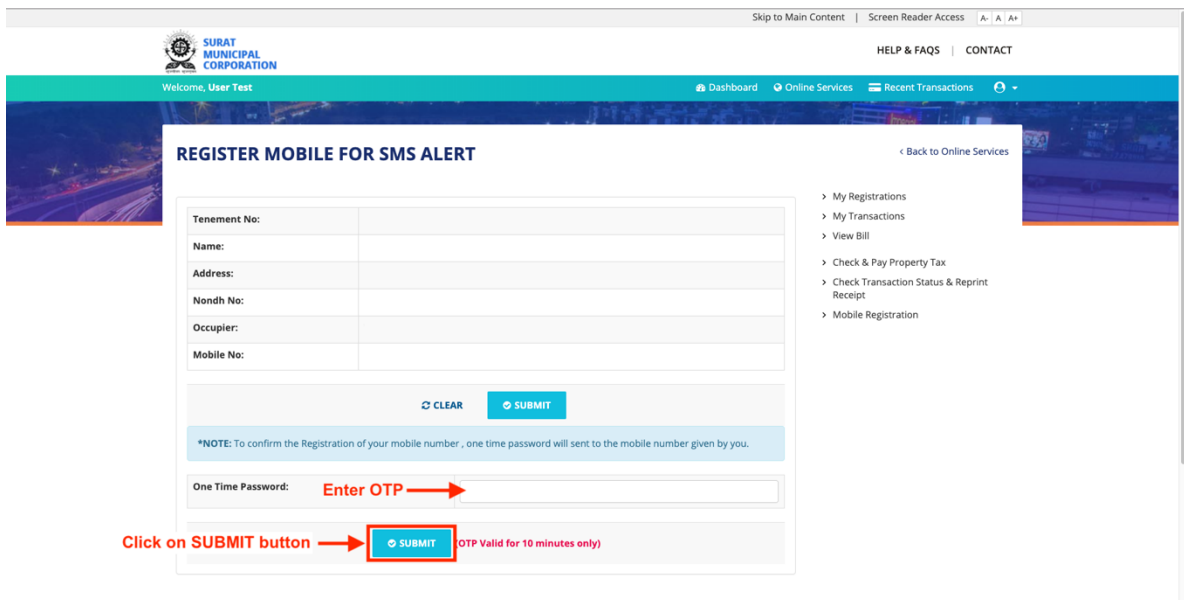 Skip to Main Content | Screen Reader Access A- A A+
SURAT
MUNICIPAL
CORPORATION
HELP & FAQS | CONTACT
Welcome, User Test
Dashboard Online Services Recent Transactions
REGISTER MOBILE FOR SMS ALERT
< Back to Online Services
Tenement No:
Name:
Address:
Nondh No:
Occupier:
Mobile No:
CLEAR SUBMIT
*NOTE: To confirm the Registration of your mobile number , one time password will sent to the mobile number given by you.
One Time Password: Enter OTP
Click on SUBMIT button SUBMIT (OTP Valid for 10 minutes only)
> My Registrations
> My Transactions
> View Bill
> Check & Pay Property Tax
> Check Transaction Status & Reprint
Receipt
> Mobile Registration